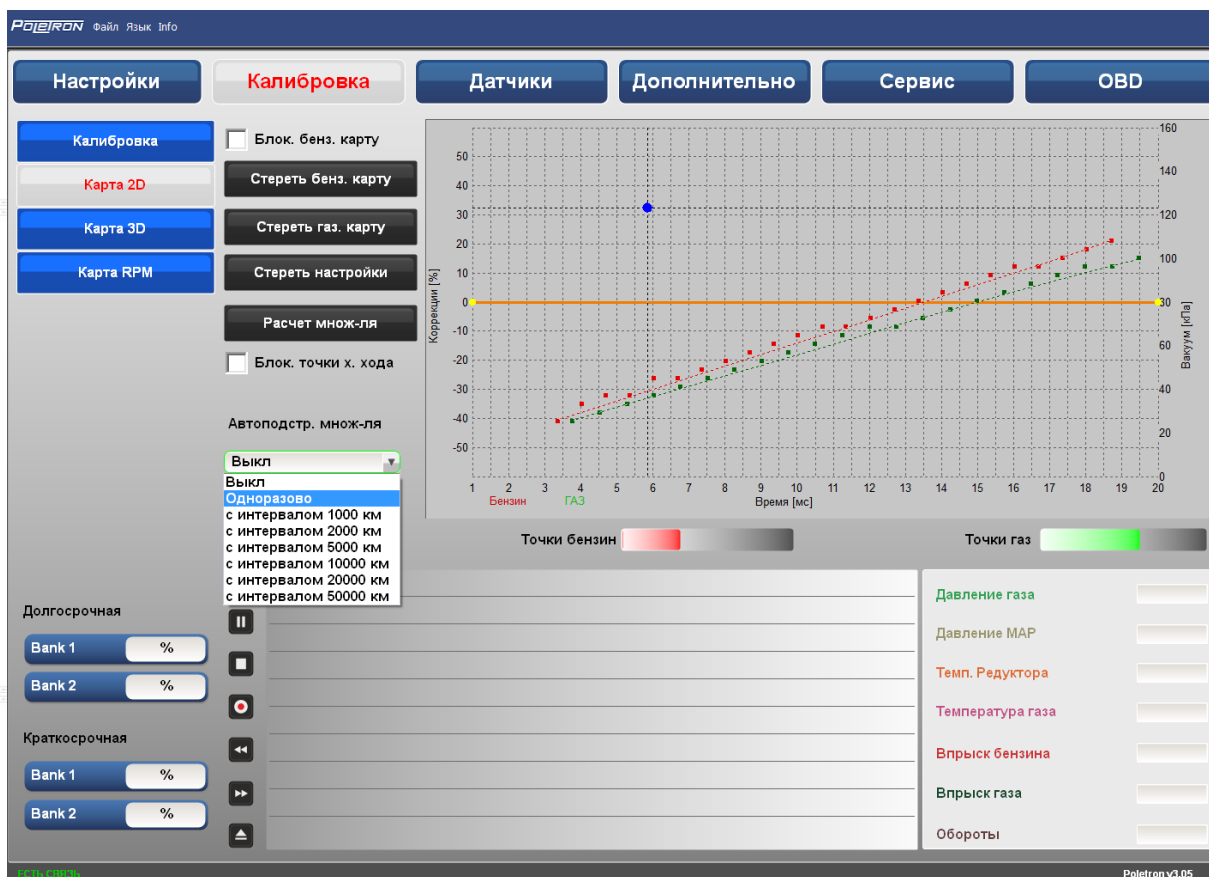 POLETRON Файл Язык Info
Настройки
Калибровка
Датчики
Дополнительно
Сервис
OBD
Калибровка
Карта 2D
Карта 3D
Карта RPM
Блок. бенз. карту
Стереть бенз. карту
Стереть газ. карту
Стереть настройки
Расчет множ-ля
Блок. точки х. хода
Автоподстр. множ-ля
Выкл
Выкл
Одноразово
с интервалом 1000 км
с интервалом 2000 км
с интервалом 5000 км
с интервалом 10000 км
с интервалом 20000 км
с интервалом 50000 км
Коррекции [%]
50
40
30
20
10
0
-10
-20
-30
-40
-50
160
140
120
100
80
60
40
20
0
Вакуум [кПа]
1 2 3 4 5 6 7 8 9 10 11 12 13 14 15 16 17 18 19 20
Бензин ГАЗ Время [мс]
Точки бензин
Точки газ
Долгосрочная
Bank 1 %
Bank 2 %
Краткосрочная
Bank 1 %
Bank 2 %
Давление газа
Давление MAP
Темп. Редуктора
Температура газа
Впрыск бензина
Впрыск газа
Обороты
ЕСТЬ СВЯЗЬ
Poletron v3.05